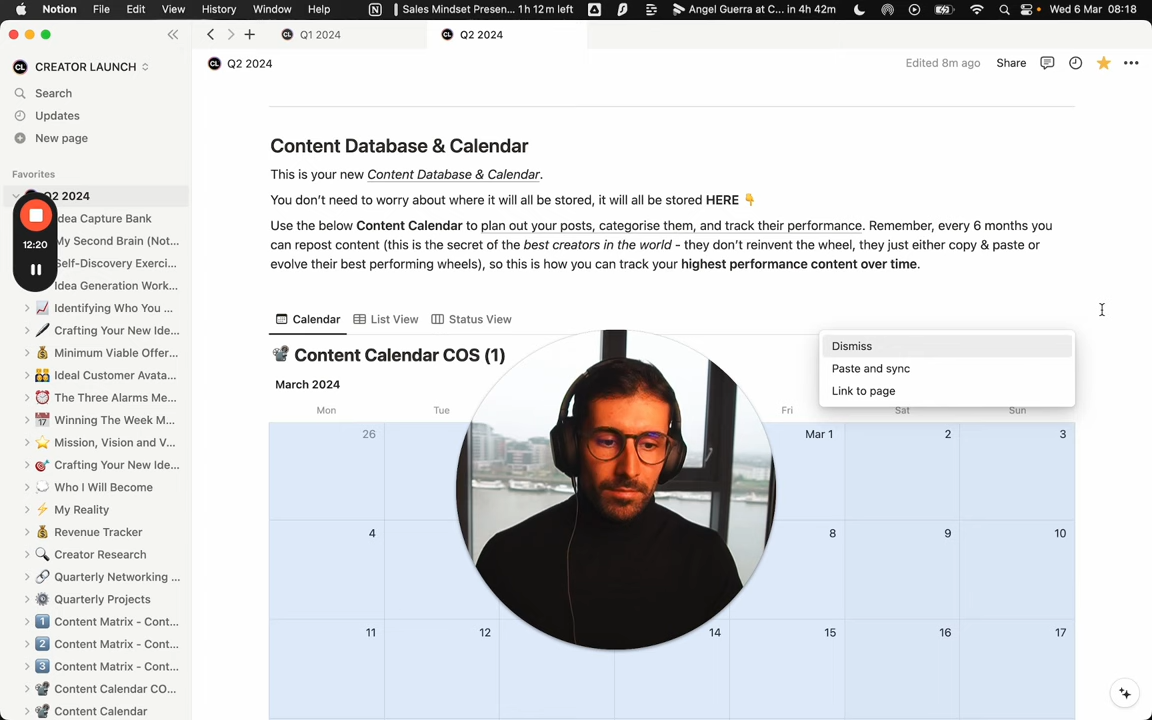 Notion File Edit View History Window Help
Sales Mindset Presen... 1 h 12 m left
Angel Guerra at C... in 4h 42m
Wed 6 Mar 08:18
Q1 2024
Q2 2024
CL Q2 2024
Edited 8m ago Share
CL CREATOR LAUNCH
Search
Updates
New page
Favorites
Q2 2024
dea Capture Bank
My Second Brain (Not...
Self-Discovery Exerci...
Idea Generation Work...
Identifying Who You ...
Crafting Your New Ide...
Minimum Viable Offer...
Ideal Customer Avata...
The Three Alarms Me...
Winning The Week M...
Mission, Vision and V...
Crafting Your New Ide...
Who I Will Become
My Reality
Revenue Tracker
Creator Research
Quarterly Networking ...
Quarterly Projects
1 Content Matrix - Cont...
2 Content Matrix - Cont...
3 Content Matrix - Cont...
Content Calendar CO...
Content Calendar
12:20
Content Database & Calendar
This is your new Content Database & Calendar.
You don't need to worry about where it will all be stored, it will all be stored HERE 👇
Use the below Content Calendar to plan out your posts, categorise them, and track their performance. Remember, every 6 months you
can repost content (this is the secret of the best creators in the world - they don't reinvent the wheel, they just either copy & paste or
evolve their best performing wheels), so this is how you can track your highest performance content over time.
Calendar List View Status View
Content Calendar COS (1)
Dismiss
Paste and sync
Link to page
March 2024
Mon Tue Fri Sat Sun
26 Mar 1 2 3
4 8 9 10
11 12 14 15 16 17